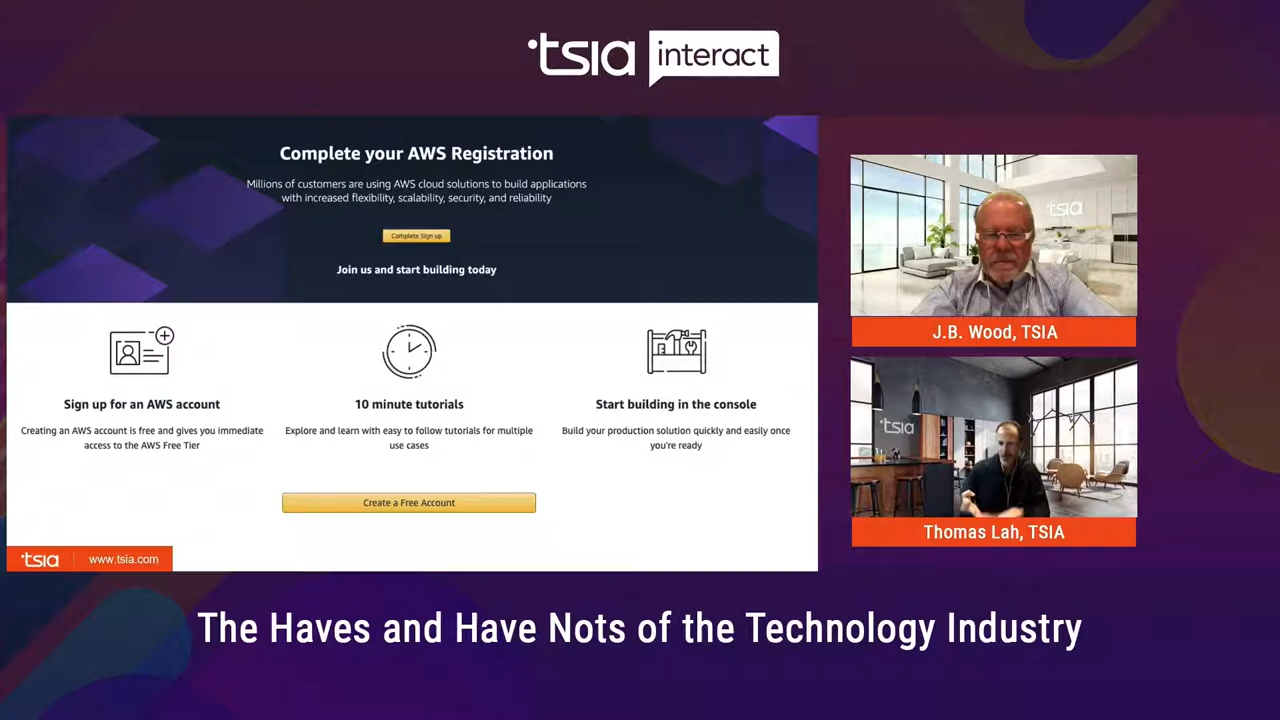 tsia interact
Complete your AWS Registration
Millions of customers are using AWS cloud solutions to build applications
with increased flexibility, scalability, security, and reliability
Complete Sign up
Join us and start building today
Sign up for an AWS account
Creating an AWS account is free and gives you immediate
access to the AWS Free Tier
10 minute tutorials
Explore and learn with easy to follow tutorials for multiple
use cases
Start building in the console
Build your production solution quickly and easily once
you're ready
Create a Free Account
tsia www.tsia.com
tsia
J.B. Wood, TSIA
tsia
Thomas Lah, TSIA
The Haves and Have Nots of the Technology Industry